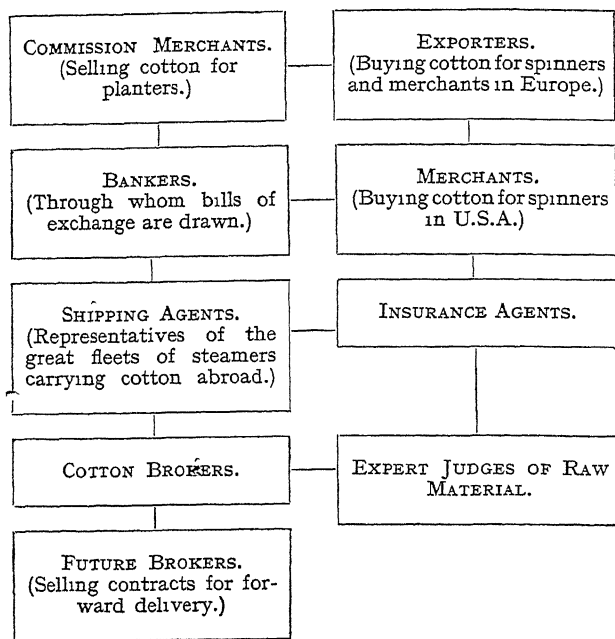 COMMISSION MERCHANTS.
(Selling cotton for
planters.)
EXPORTERS.
(Buying cotton for spinners
and merchants in Europe.)
BANKERS.
(Through whom bills of
exchange are drawn.)
MERCHANTS.
(Buying cotton for spinners
in U.S.A.)
SHIPPING AGENTS.
(Representatives of the
great fleets of steamers
carrying cotton abroad.)
INSURANCE AGENTS.
COTTON BROKERS.
EXPERT JUDGES OF RAW
MATERIAL.
FUTURE BROKERS.
(Selling contracts for for-
ward delivery.)